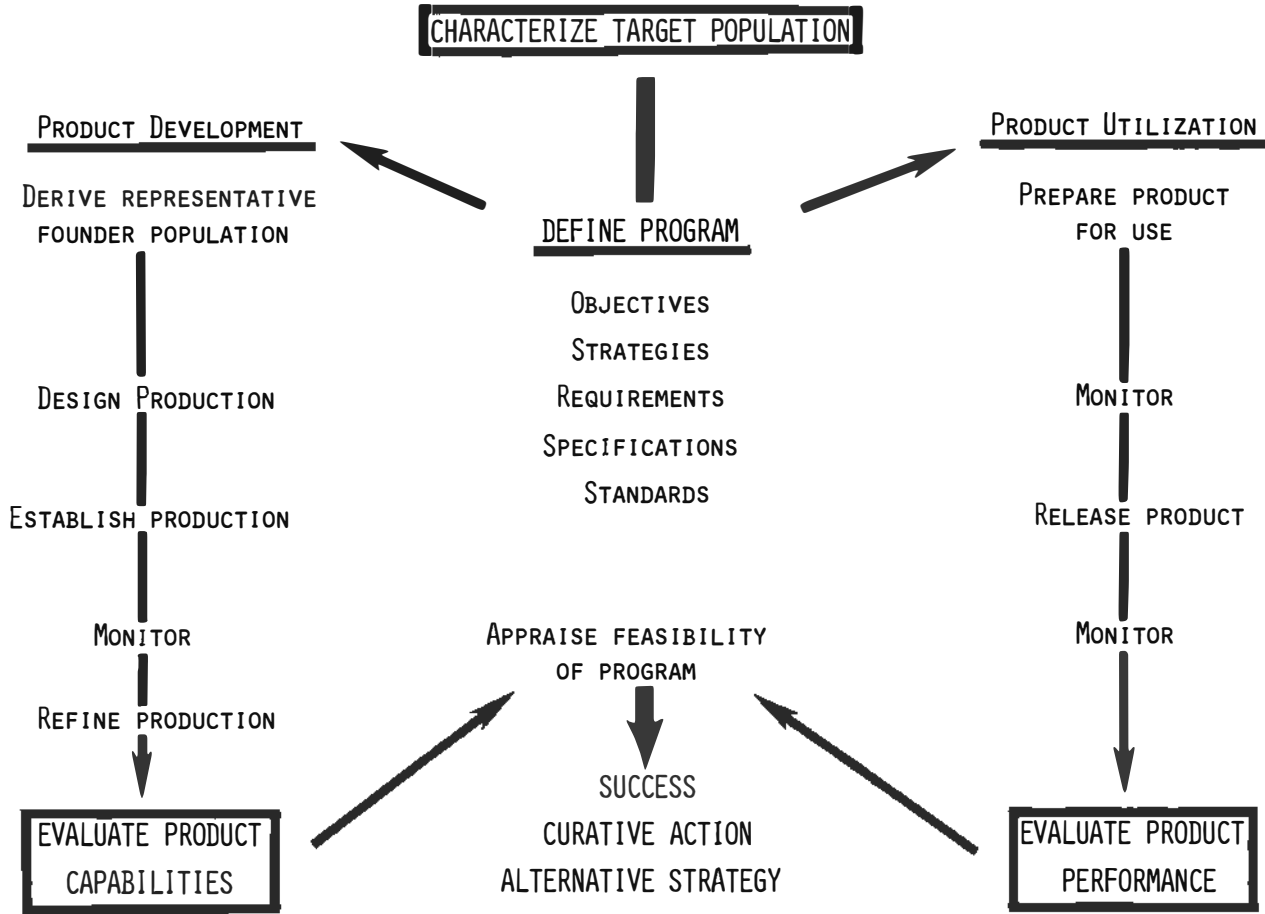 CHARACTERIZE TARGET POPULATION
PRODUCT DEVELOPMENT
DERIVE REPRESENTATIVE
FOUNDER POPULATION
DESIGN PRODUCTION
ESTABLISH PRODUCTION
MONITOR
REFINE PRODUCTION
EVALUATE PRODUCT
CAPABILITIES
DEFINE PROGRAM
OBJECTIVES
STRATEGIES
REQUIREMENTS
SPECIFICATIONS
STANDARDS
APPRAISE FEASIBILITY
OF PROGRAM
SUCCESS
CURATIVE ACTION
ALTERNATIVE STRATEGY
PRODUCT UTILIZATION
PREPARE PRODUCT
FOR USE
MONITOR
RELEASE PRODUCT
MONITOR
EVALUATE PRODUCT
PERFORMANCE